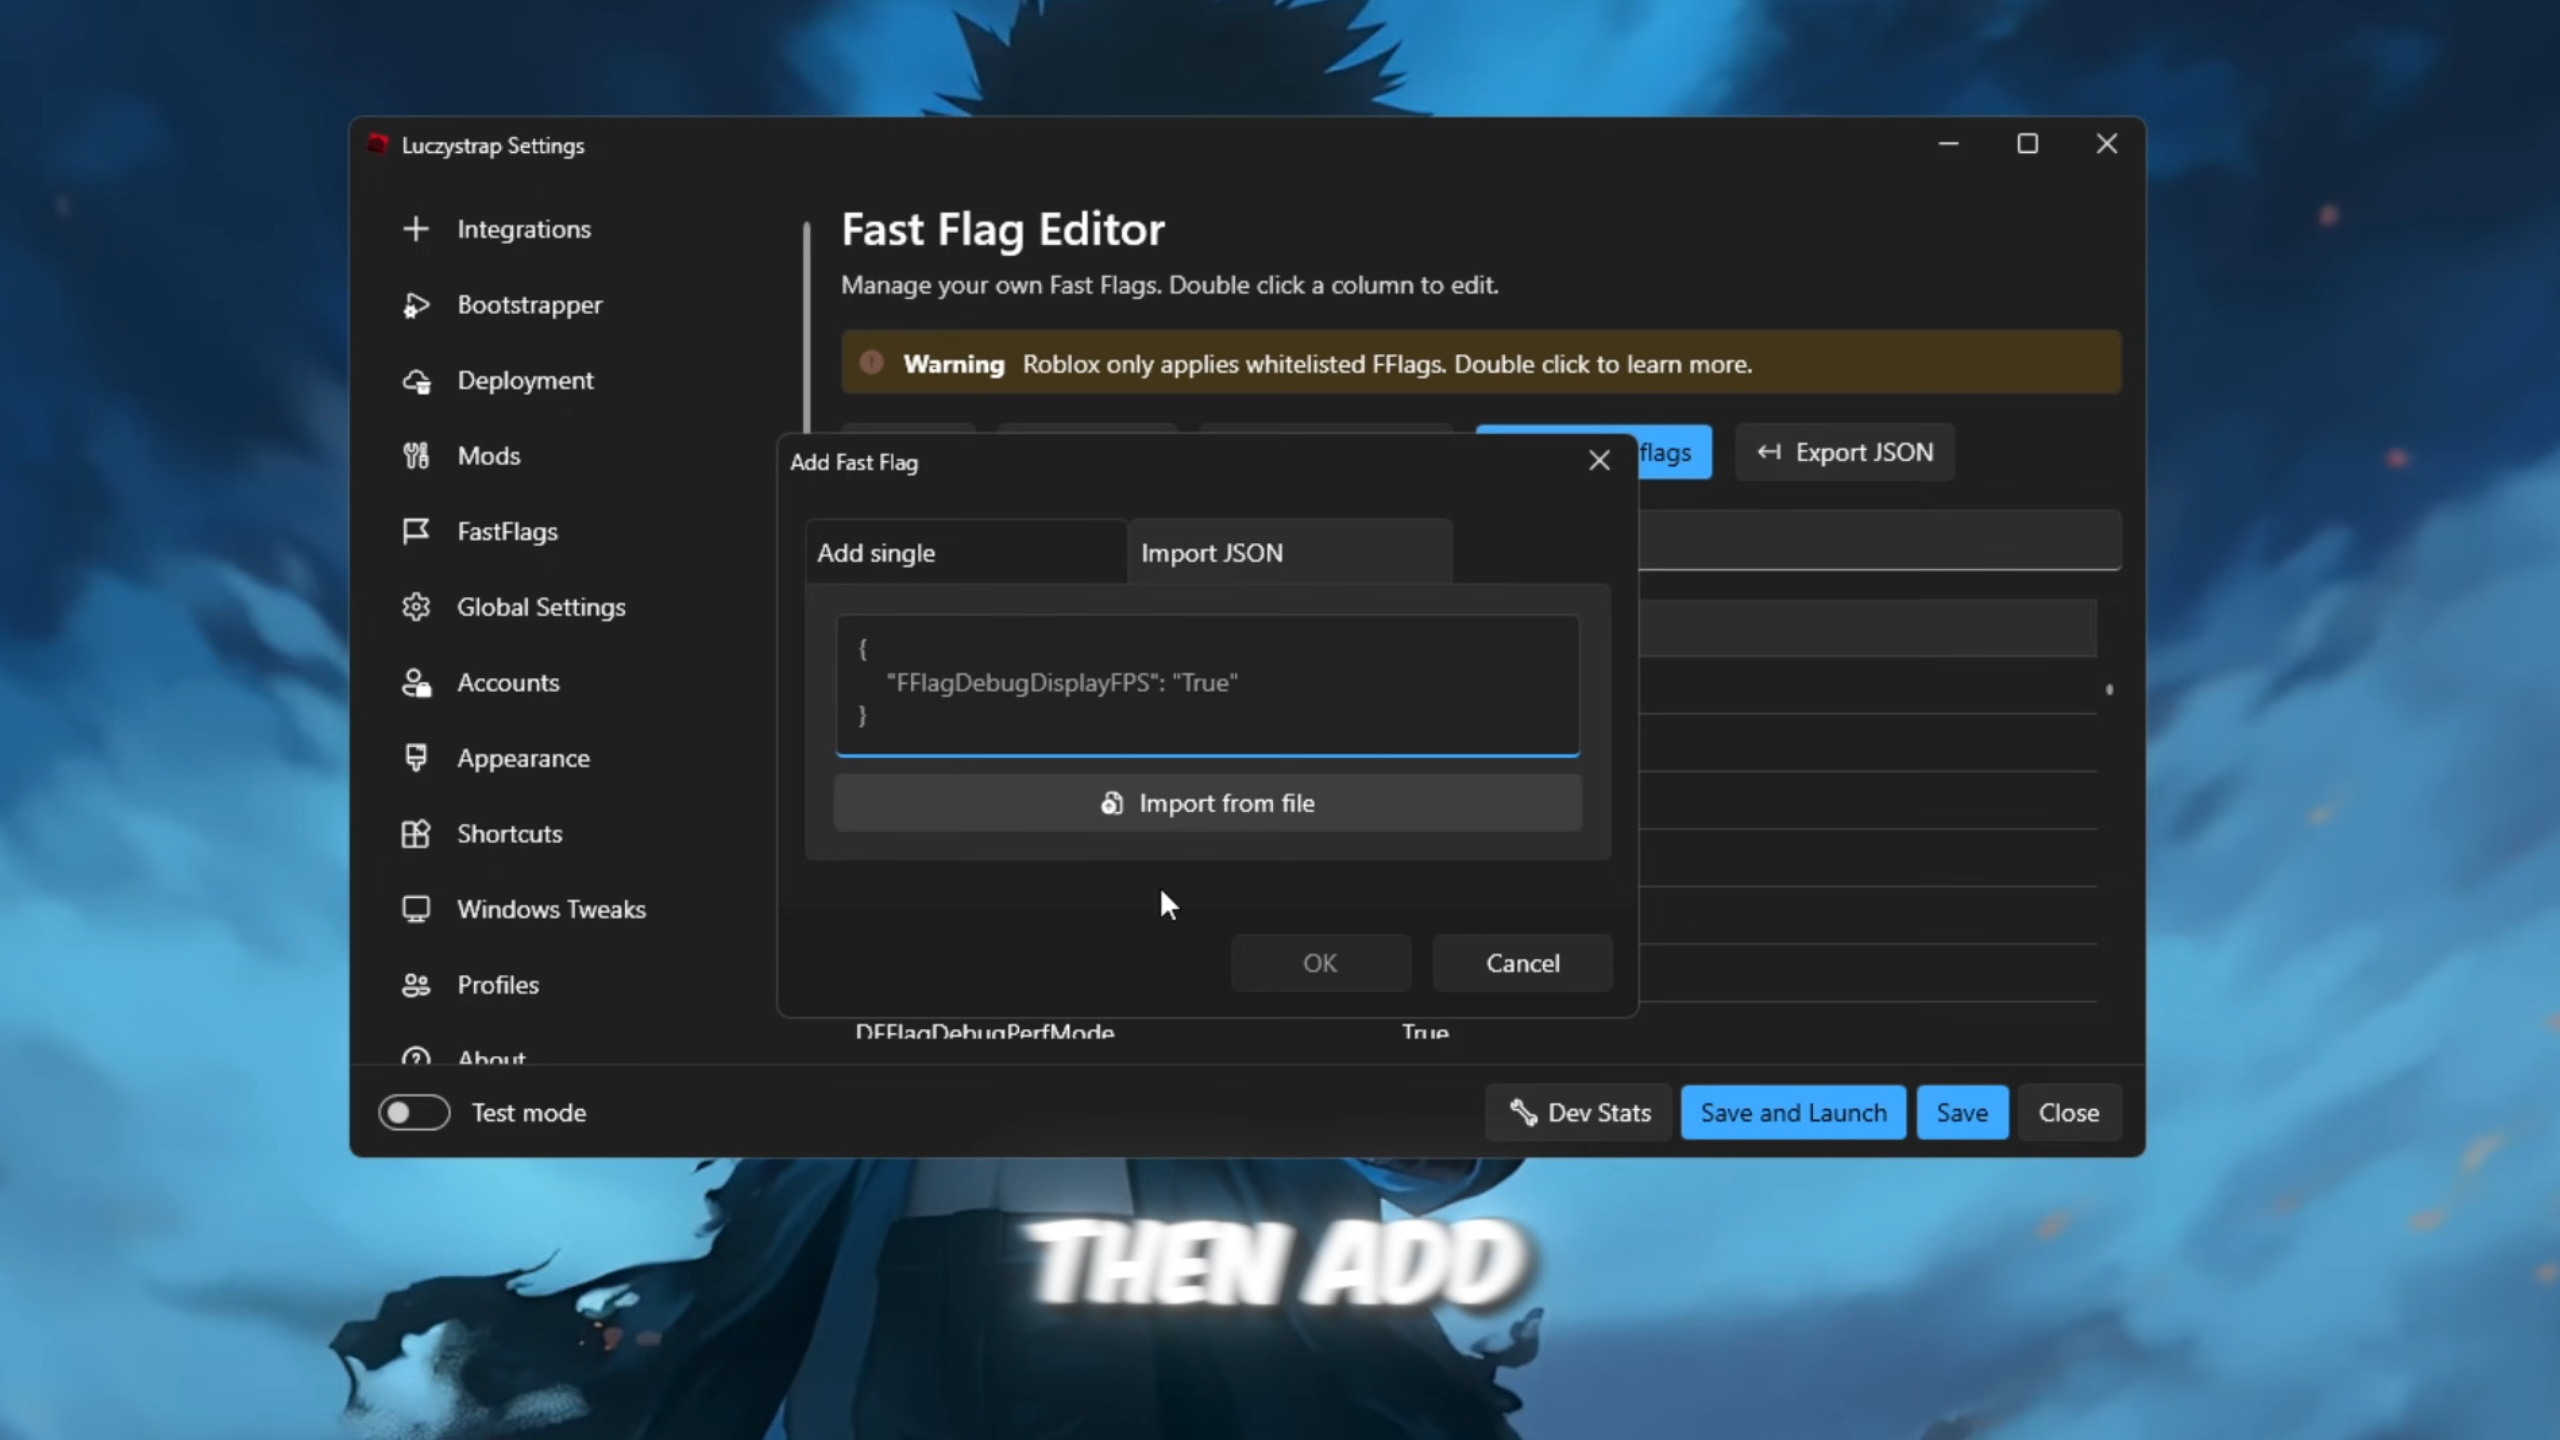 Luczystrap Settings
Integrations
Bootstrapper
Deployment
Mods
FastFlags
Global Settings
Accounts
Appearance
Shortcuts
Windows Tweaks
Profiles
About
Fast Flag Editor
Manage your own Fast Flags. Double click a column to edit.
Warning Roblox only applies whitelisted FFlags. Double click to learn more.
flags
Export JSON
Add Fast Flag
Add single
Import JSON
{
"FFlagDebugDisplayFPS": "True"
}
Import from file
OK
Cancel
DFFlagDebugPerfMode True
Test mode
Dev Stats
Save and Launch
Save
Close
THEN ADD